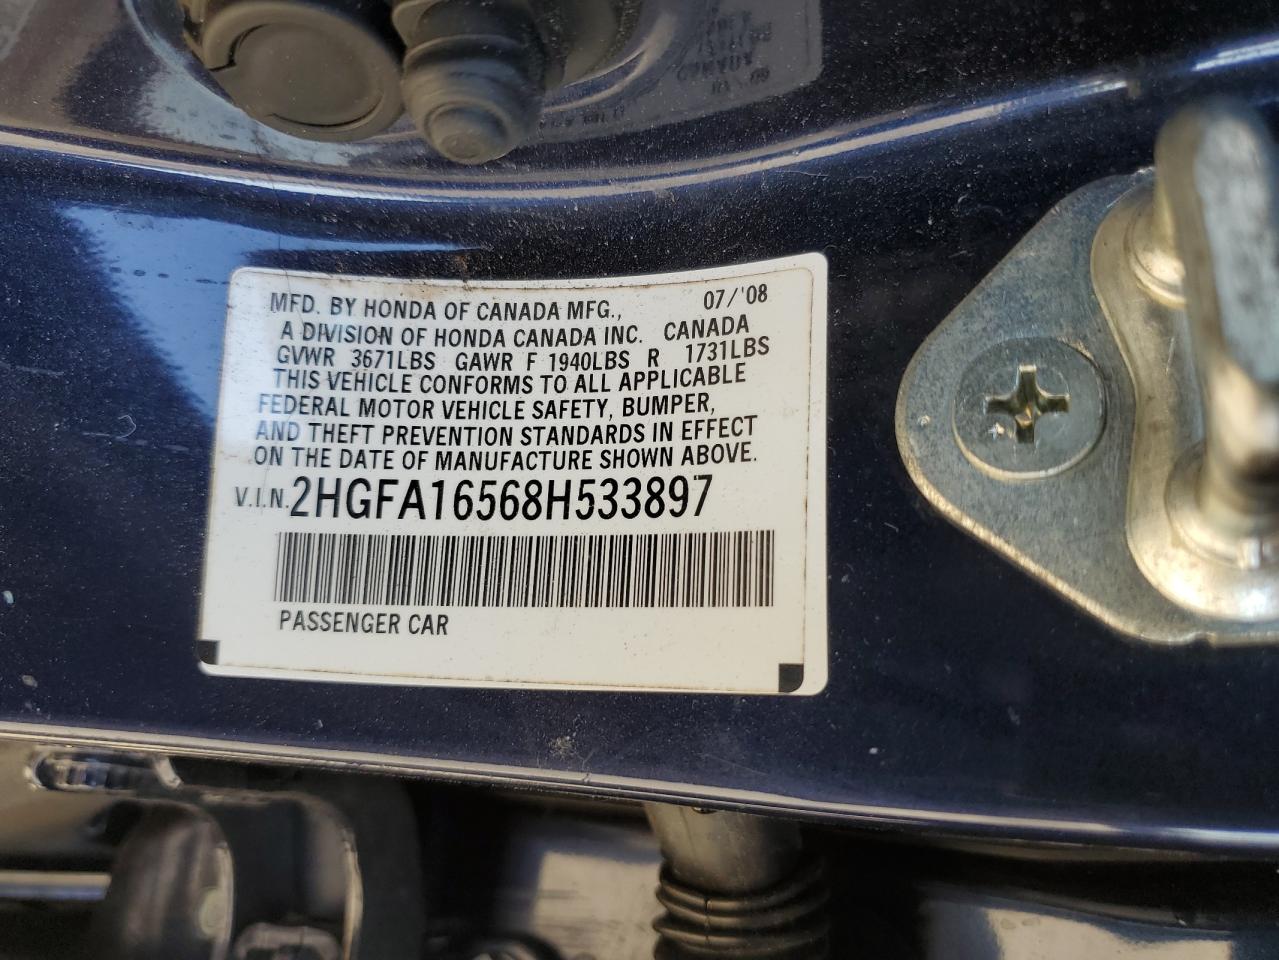 MFD. BY HONDA OF CANADA MFG., 07/'08
A DIVISION OF HONDA CANADA INC. CANADA
GVWR 3671LBS GAWR F 1940LBS R 1731LBS
THIS VEHICLE CONFORMS TO ALL APPLICABLE
FEDERAL MOTOR VEHICLE SAFETY, BUMPER,
AND THEFT PREVENTION STANDARDS IN EFFECT
ON THE DATE OF MANUFACTURE SHOWN ABOVE.
V.I.N. 2HGFA16568H533897
PASSENGER CAR